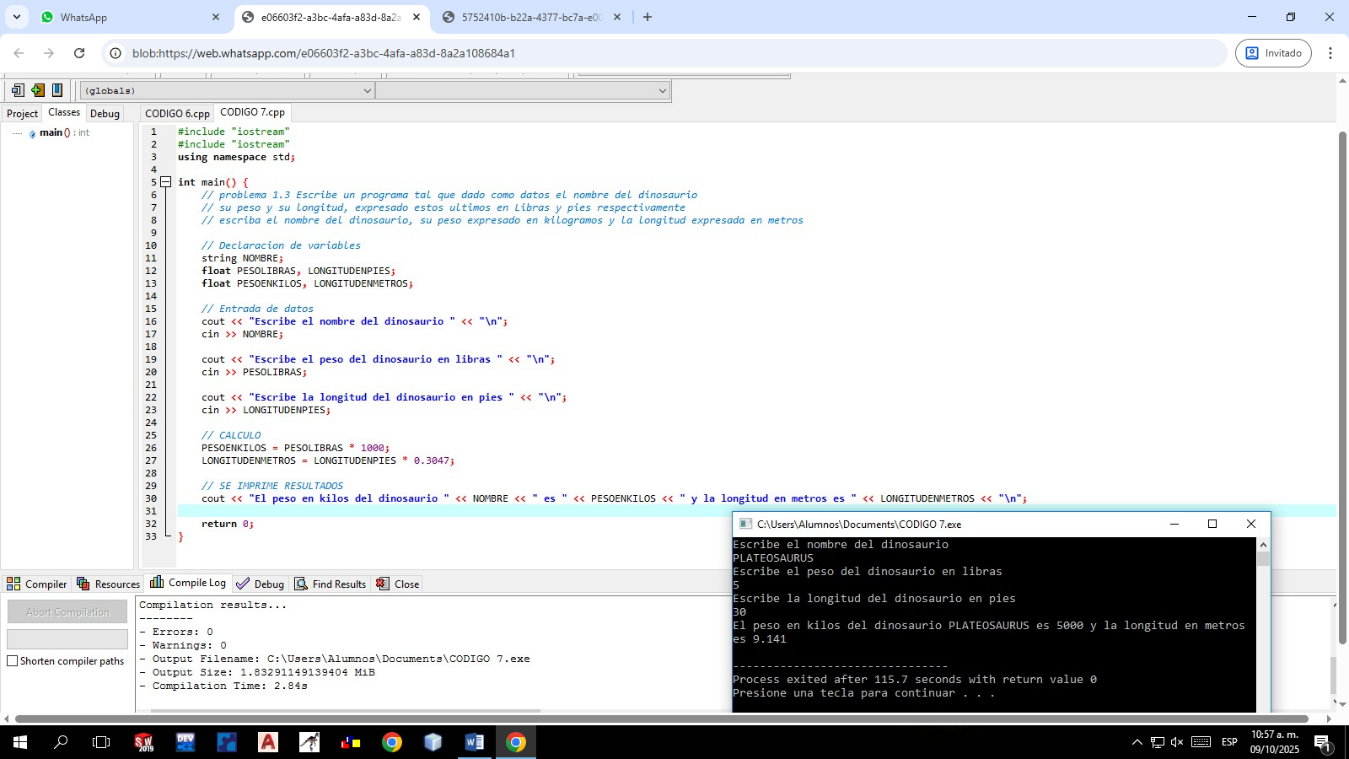 WhatsApp
e06603f2-a3bc-4afa-a83d-8a2a
5752410b-b22a-4377-bc7a-e00
blob:https://web.whatsapp.com/e06603f2-a3bc-4afa-a83d-8a2a108684a1
Invitado
(globals)
Project Classes Debug
CODIGO 6.cpp CODIGO 7.cpp
main () : int
1 #include "iostream"
2 #include "iostream"
3 using namespace std;
4
5 int main() {
6 // problema 1.3 Escribe un programa tal que dado como datos el nombre del dinosaurio
7 // su peso y su longitud, expresado estos ultimos en Libras y pies respectivamente
8 // escriba el nombre del dinosaurio, su peso expresado en kilogramos y la longitud expresada en metros
9
10 // Declaracion de variables
11 string NOMBRE;
12 float PESOLIBRAS, LONGITUDENPIES;
13 float PESOENKILOS, LONGITUDENMETROS;
14
15 // Entrada de datos
16 cout << "Escribe el nombre del dinosaurio " << "\n";
17 cin >> NOMBRE;
18
19 cout << "Escribe el peso del dinosaurio en libras " << "\n";
20 cin >> PESOLIBRAS;
21
22 cout << "Escribe la longitud del dinosaurio en pies " << "\n";
23 cin >> LONGITUDENPIES;
24
25 // CALCULO
26 PESOENKILOS = PESOLIBRAS * 1000;
27 LONGITUDENMETROS = LONGITUDENPIES * 0.3047;
28
29 // SE IMPRIME RESULTADOS
30 cout << "El peso en kilos del dinosaurio " << NOMBRE << " es " << PESOENKILOS << " y la longitud en metros es " << LONGITUDENMETROS << "\n";
31
32 return 0;
33 }
C:\Users\Alumnos\Documents\CODIGO 7.exe
Escribe el nombre del dinosaurio
PLATEOSAURUS
Escribe el peso del dinosaurio en libras
5
Escribe la longitud del dinosaurio en pies
30
El peso en kilos del dinosaurio PLATEOSAURUS es 5000 y la longitud en metros
es 9.141
--------------------------------
Process exited after 115.7 seconds with return value 0
Presione una tecla para continuar . . .
Compiler Resources Compile Log Debug Find Results Close
Abort Compilation
Shorten compiler paths
Compilation results...
--------
- Errors: 0
- Warnings: 0
- Output Filename: C:\Users\Alumnos\Documents\CODIGO 7.exe
- Output Size: 1.83291149139404 MiB
- Compilation Time: 2.84s
SW
2019
DEV
A
W
ESP
10:57 a. m.
09/10/2025
1